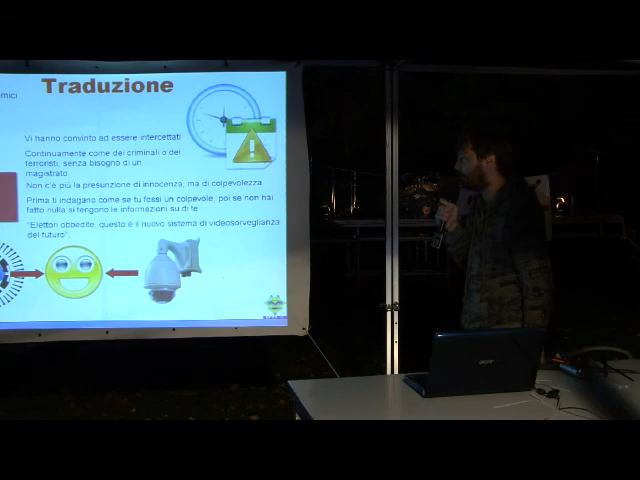 Traduzione
mici
Vi hanno convinto ad essere intercettati
Continuamente come dei criminali o dei
terroristi, senza bisogno di un
magistrato
Non c'è più la presunzione di innocenza, ma di colpevolezza
Prima ti indagano come se tu fossi un colpevole, poi se non hai
fatto nulla si tengono le informazioni su di te
"Elettori obbedite, questo è il nuovo sistema di videosorveglianza
del futuro".
acer